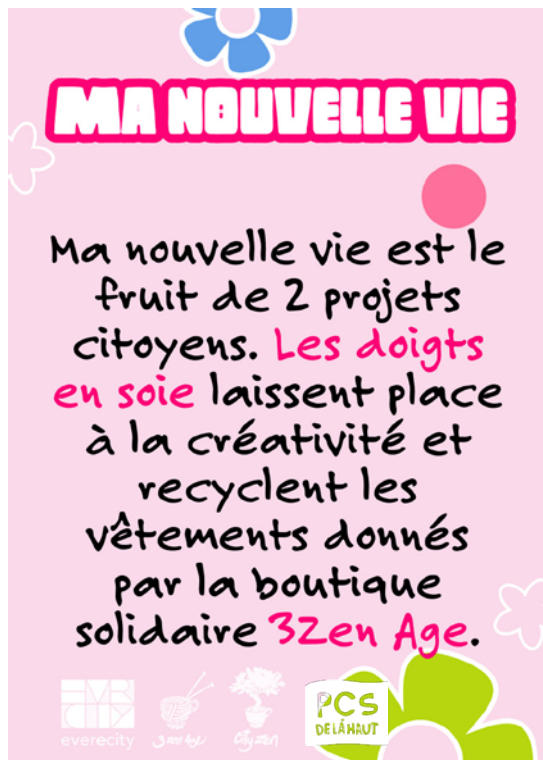 MA NOUVELLE VIE
Ma nouvelle vie est le
fruit de 2 projets
citoyens. Les doigts
en soie laissent place
à la créativité et
recyclent les
vêtements donnés
par la boutique
solidaire 3Zen Age.
everecity
PCS
DE LÀ HAUT